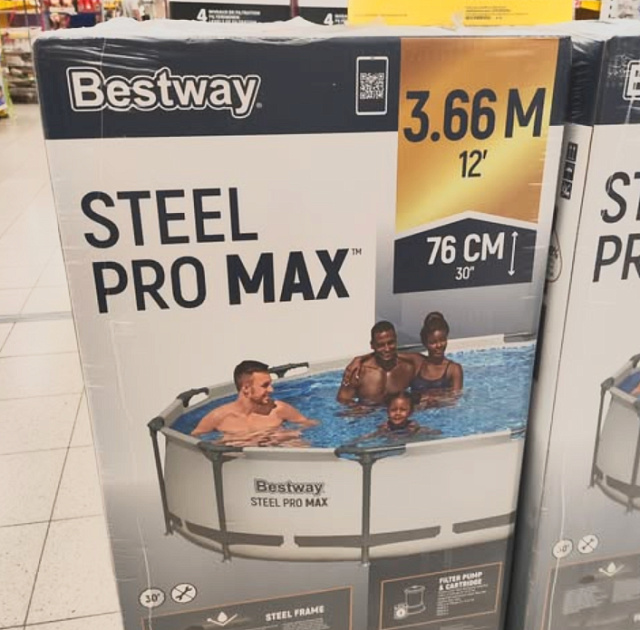 Bestway
3.66 M
12'
STEEL
PRO MAX™
76 CM
30"
Bestway
STEEL PRO MAX
30'
STEEL FRAME
FILTER PUMP
& CARTRIDGE
ST
PR